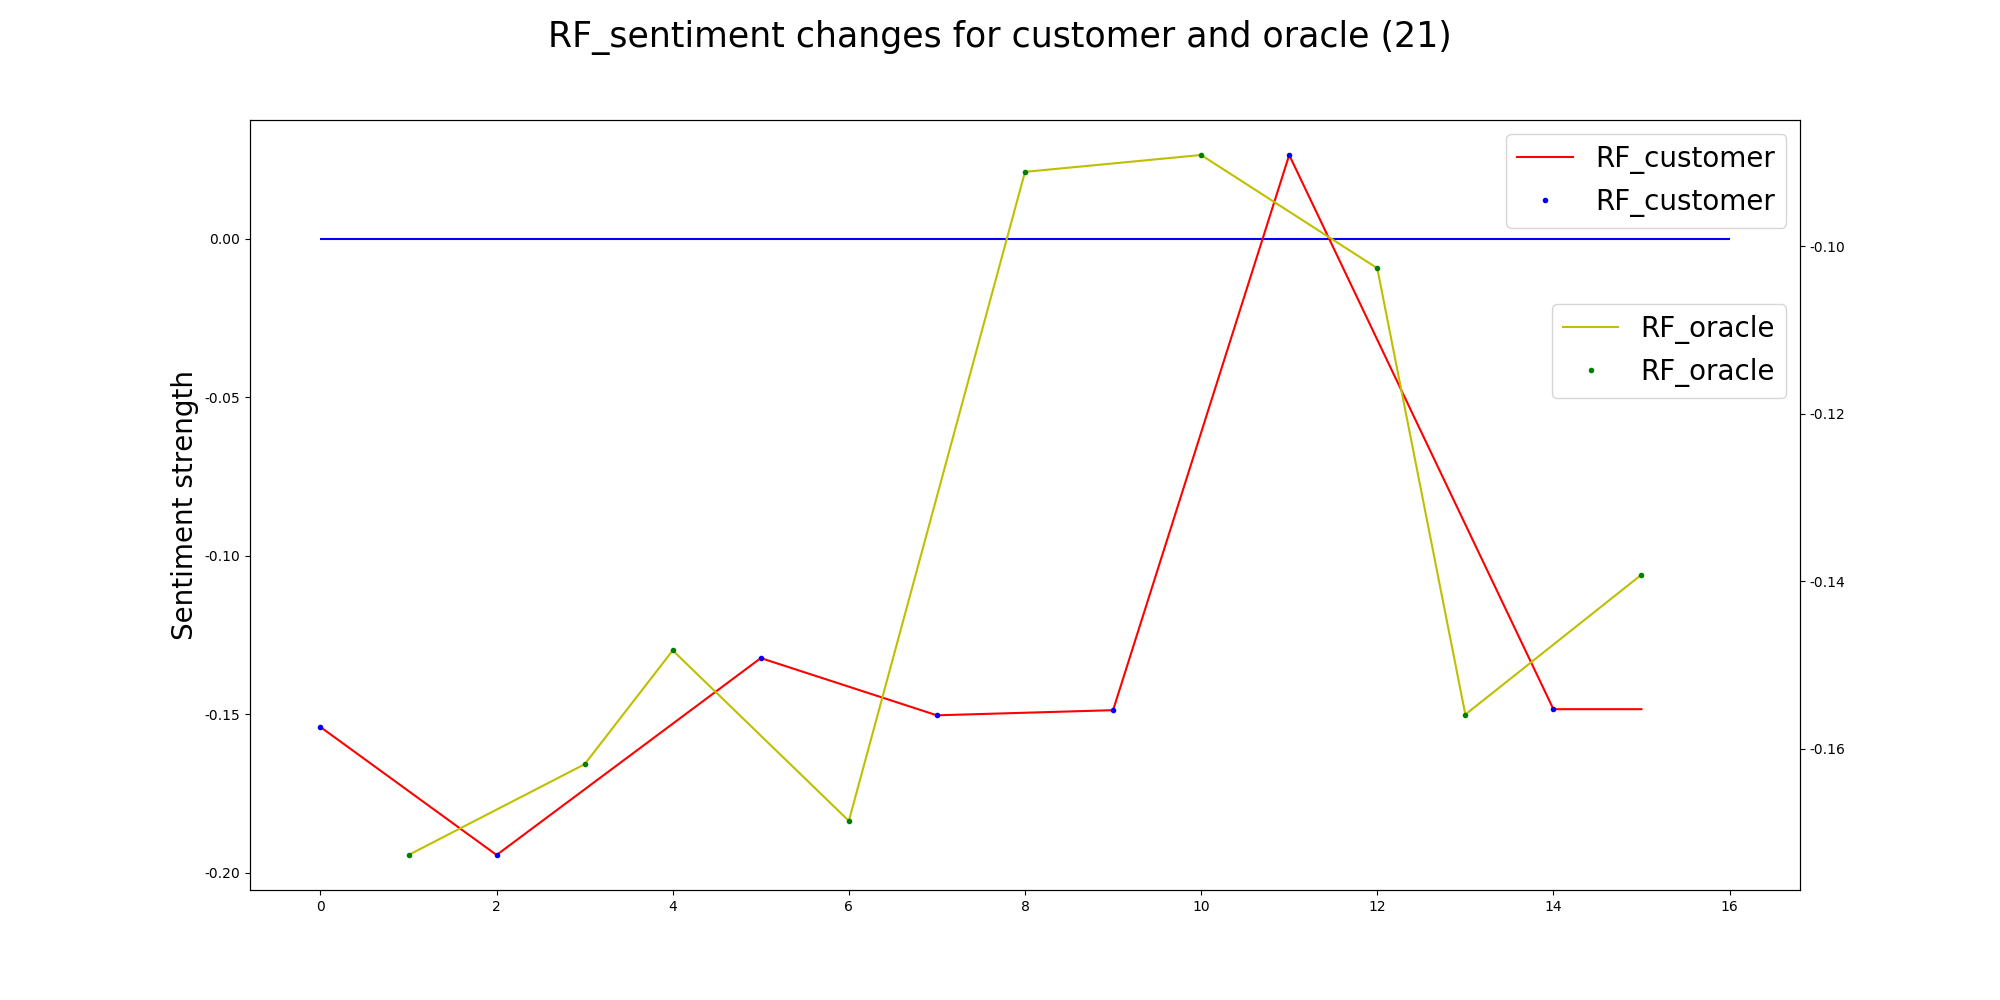 RF_sentiment changes for customer and oracle (21)
RF_customer
RF_customer
RF_oracle
RF_oracle
Sentiment strength
0.00
-0.05
-0.10
-0.15
-0.20
-0.10
-0.12
-0.14
-0.16
0 2 4 6 8 10 12 14 16